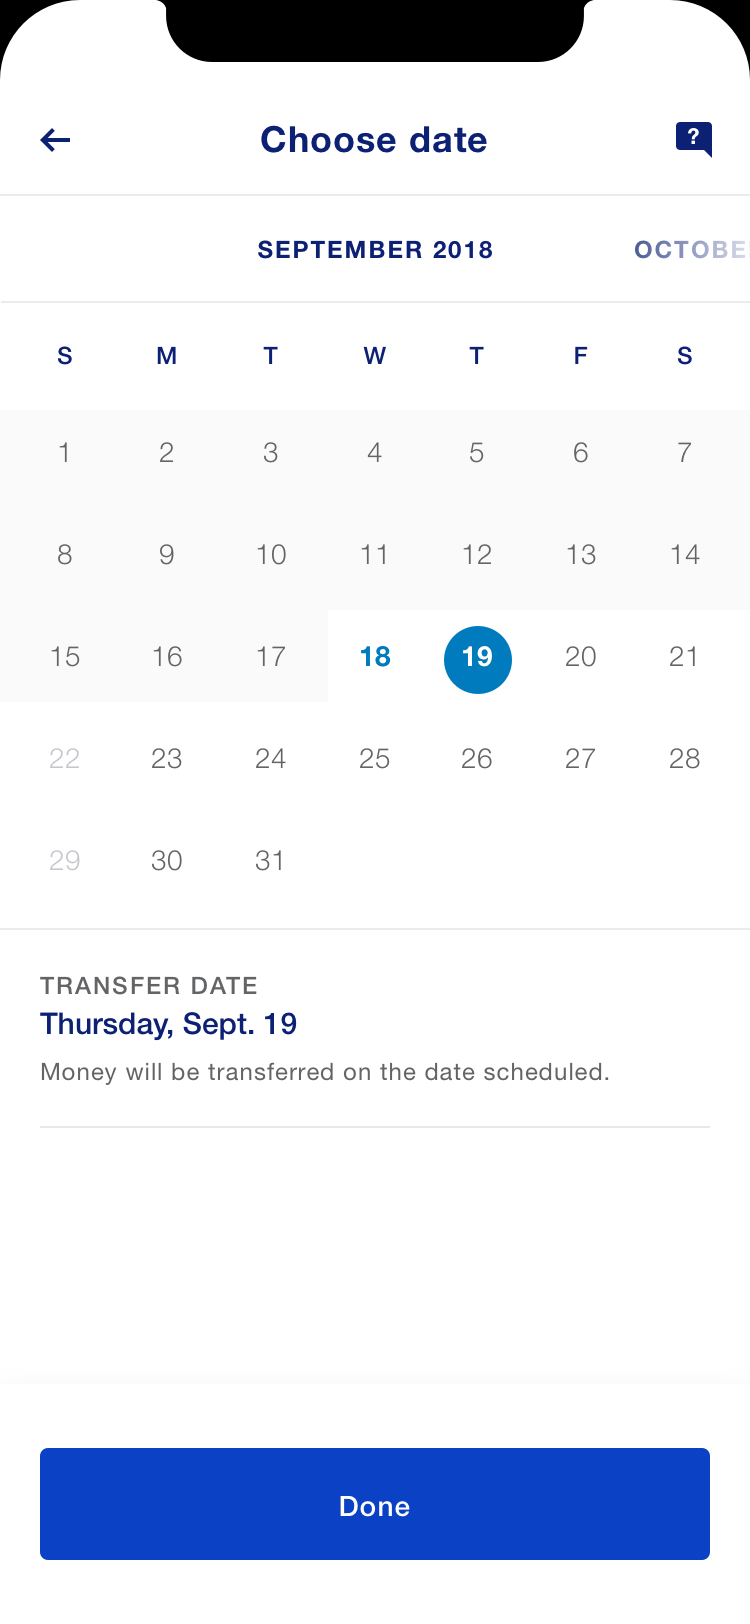 Choose date
?
SEPTEMBER 2018 OCTOBE
S M T W T F S
1 2 3 4 5 6 7
8 9 10 11 12 13 14
15 16 17 18 19 20 21
22 23 24 25 26 27 28
29 30 31
TRANSFER DATE
Thursday, Sept. 19
Money will be transferred on the date scheduled.
Done